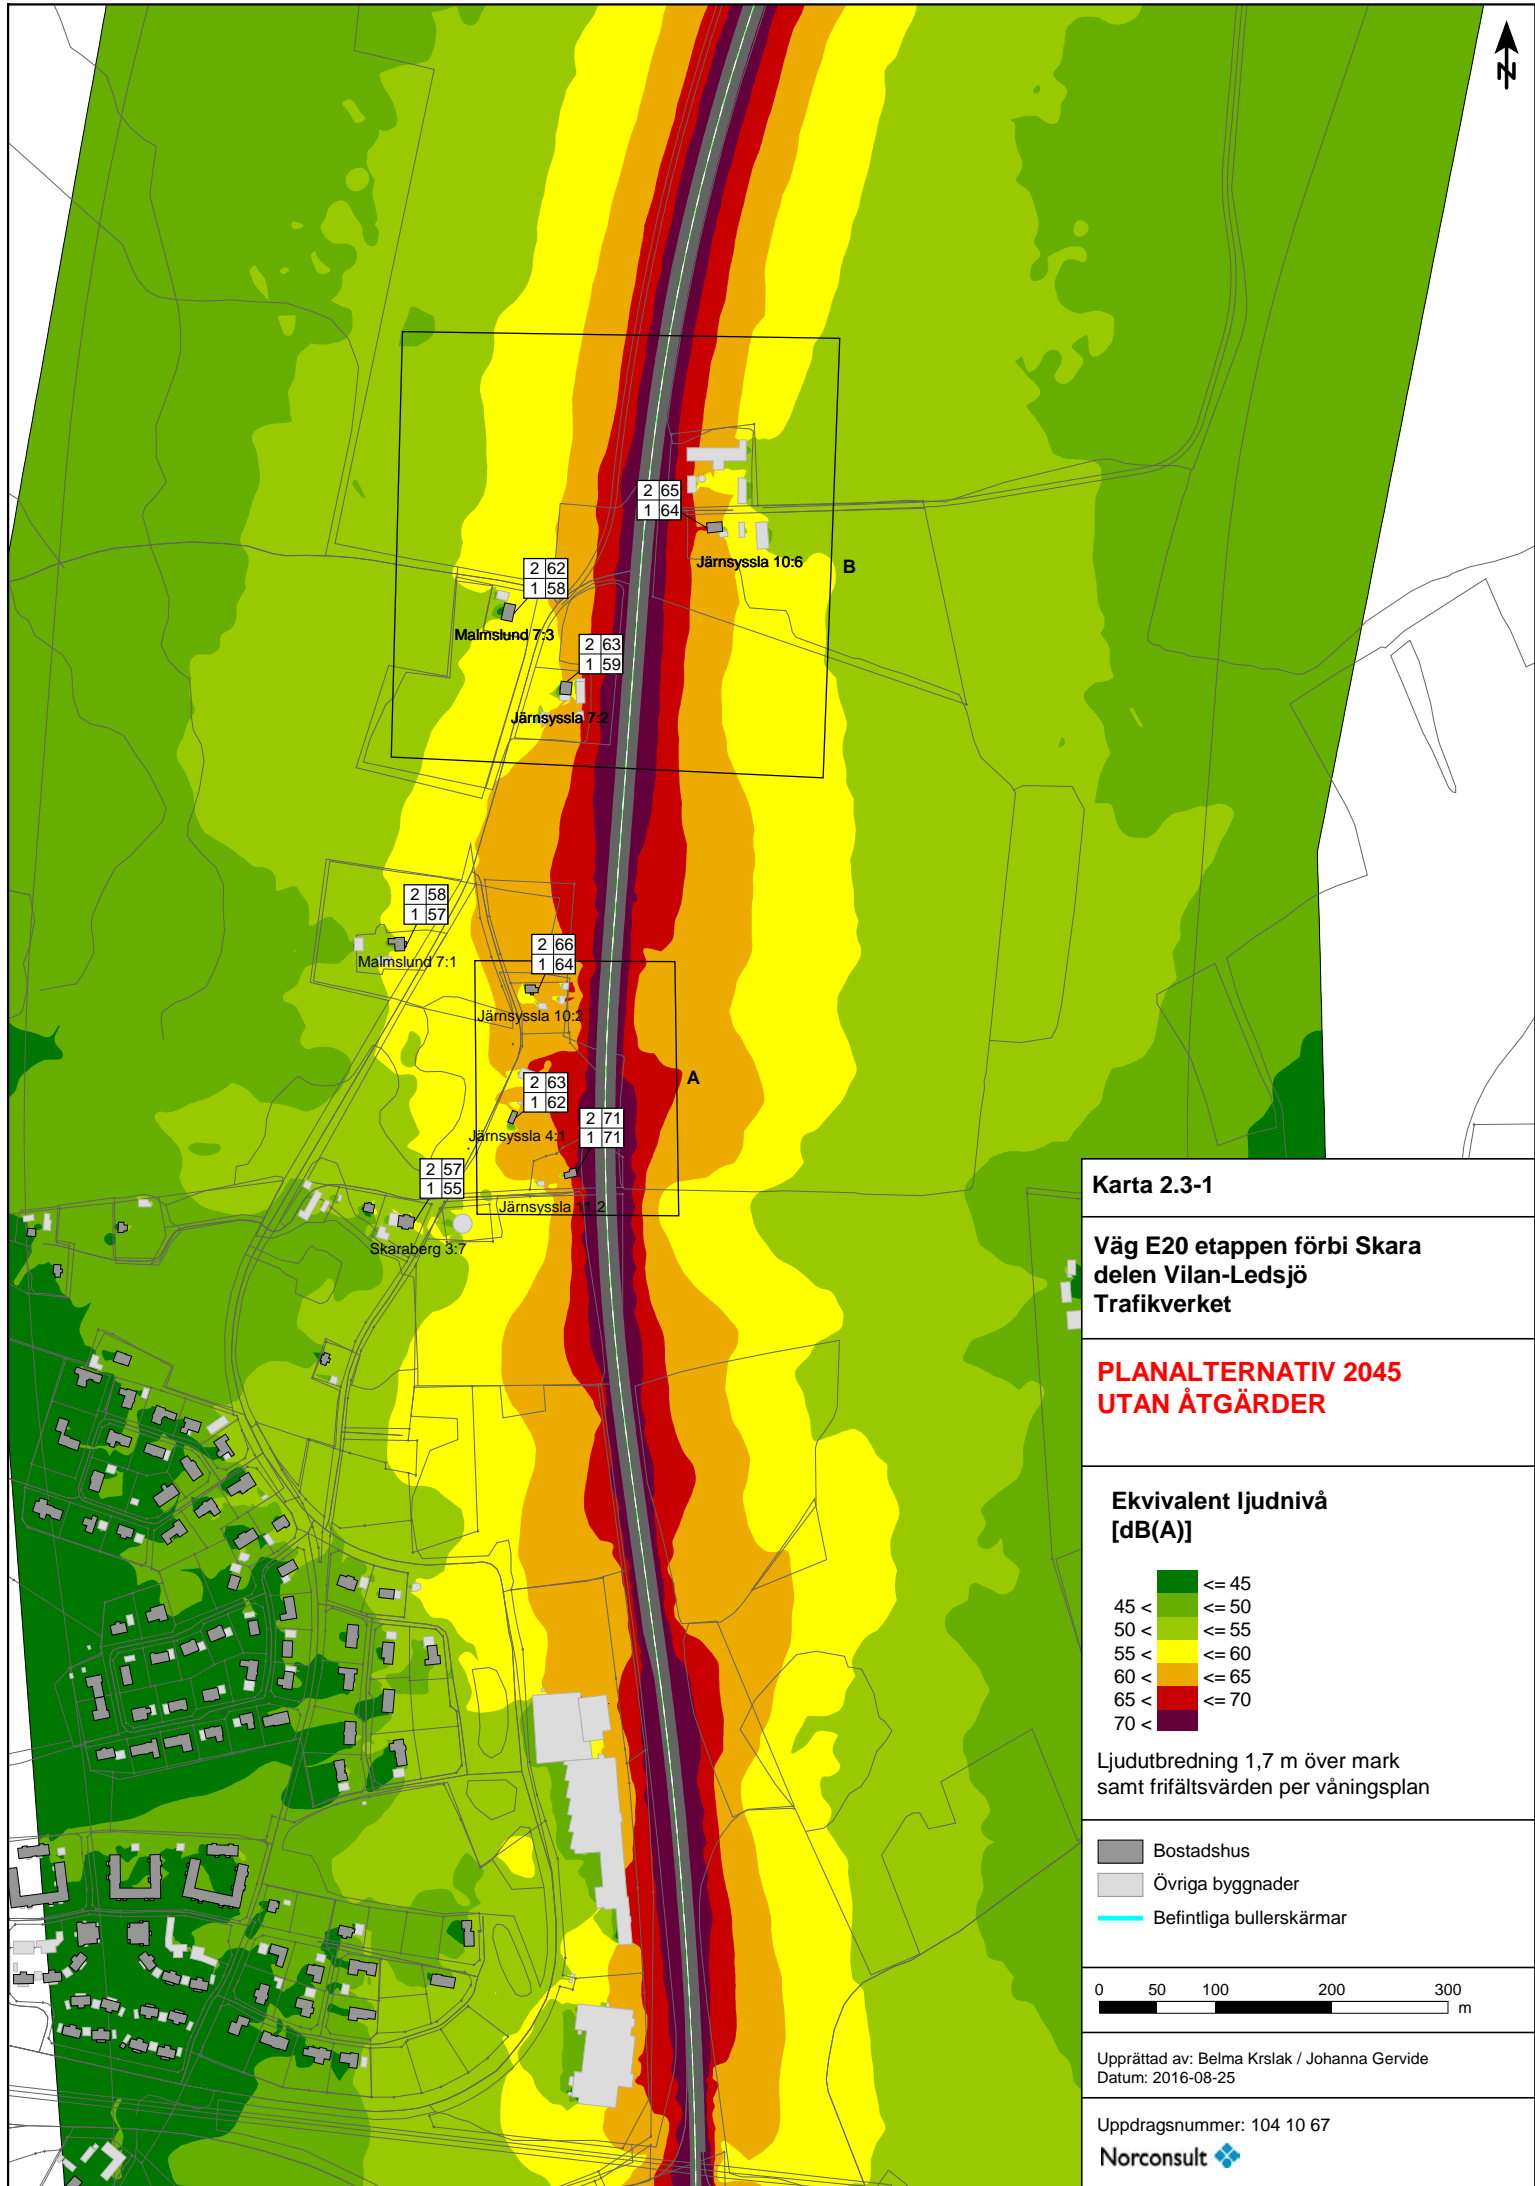 N
2 65
1 64
Järnsyssla 10:6
B
2 62
1 58
Malmslund 7:3
2 63
1 59
Järnsyssla 7:2
2 58
1 57
Malmslund 7:1
2 66
1 64
Järnsyssla 10:2
A
2 63
1 62
Järnsyssla 4:1
2 71
1 71
Järnsyssla 11:2
2 57
1 55
Skaraberg 3:7
Karta 2.3-1
Väg E20 etappen förbi Skara
delen Vilan-Ledsjö
Trafikverket
PLANALTERNATIV 2045
UTAN ÅTGÄRDER
Ekvivalent ljudnivå
[dB(A)]
<= 45
45 < <= 50
50 < <= 55
55 < <= 60
60 < <= 65
65 < <= 70
70 <
Ljudutbredning 1,7 m över mark
samt frifältsvärden per våningsplan
Bostadshus
Övriga byggnader
Befintliga bullerskärmar
0 50 100 200 300
m
Upprättad av: Belma Krslak / Johanna Gervide
Datum: 2016-08-25
Uppdragsnummer: 104 10 67
Norconsult